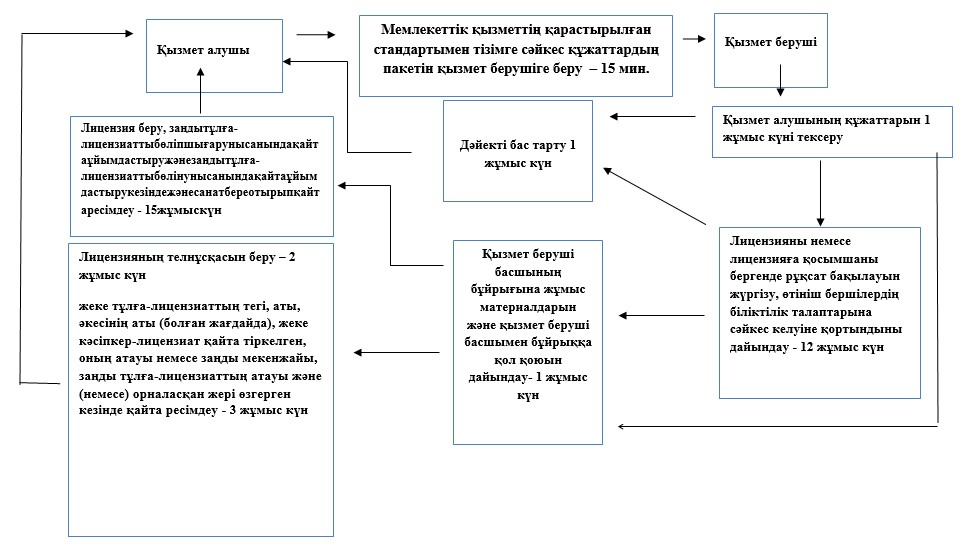 Қызмет алушы
Мемлекеттік қызметтің қарастырылған
стандартымен тізімге сәйкес құжаттардың
пакетін қызмет берушіге беру – 15 мин.
Қызмет беруші
Қызмет алушының құжаттарын 1
жұмыс күні тексеру
Дәйекті бас тарту 1
жұмыс күн
Лицензия беру, заңдытұлға-
лицензиаттыбөліпшығарунысанындақайт
аұйымдастыружәнезаңдытұлға-
лицензиаттыбөлінунысанындақайтаұйым
дастырукезіндежәнесанатбереотырыпқайт
аресімдеу - 15жұмыскүн
Лицензияның телнұсқасын беру – 2
жұмыс күн
жеке тұлға-лицензиаттың тегі, аты,
әкесінің аты (болған жағдайда), жеке
кәсіпкер-лицензиат қайта тіркелген,
оның атауы немесе заңды мекенжайы,
заңды тұлға-лицензиаттың атауы және
(немесе) орналасқан жері өзгерген
кезінде қайта ресімдеу - 3 жұмыс күн
Қызмет беруші
басшының
бұйрығына жұмыс
материалдарын
және қызмет беруші
басшымен бұйрыққа
қол қоюын
дайындау- 1 жұмыс
күн
Лицензияны немесе
лицензияға қосымшаны
бергенде рұқсат бақылауын
жүргізу, өтініш бершілердің
біліктілік талаптарына
сәйкес келуіне қортындыны
дайындау - 12 жұмыс күн